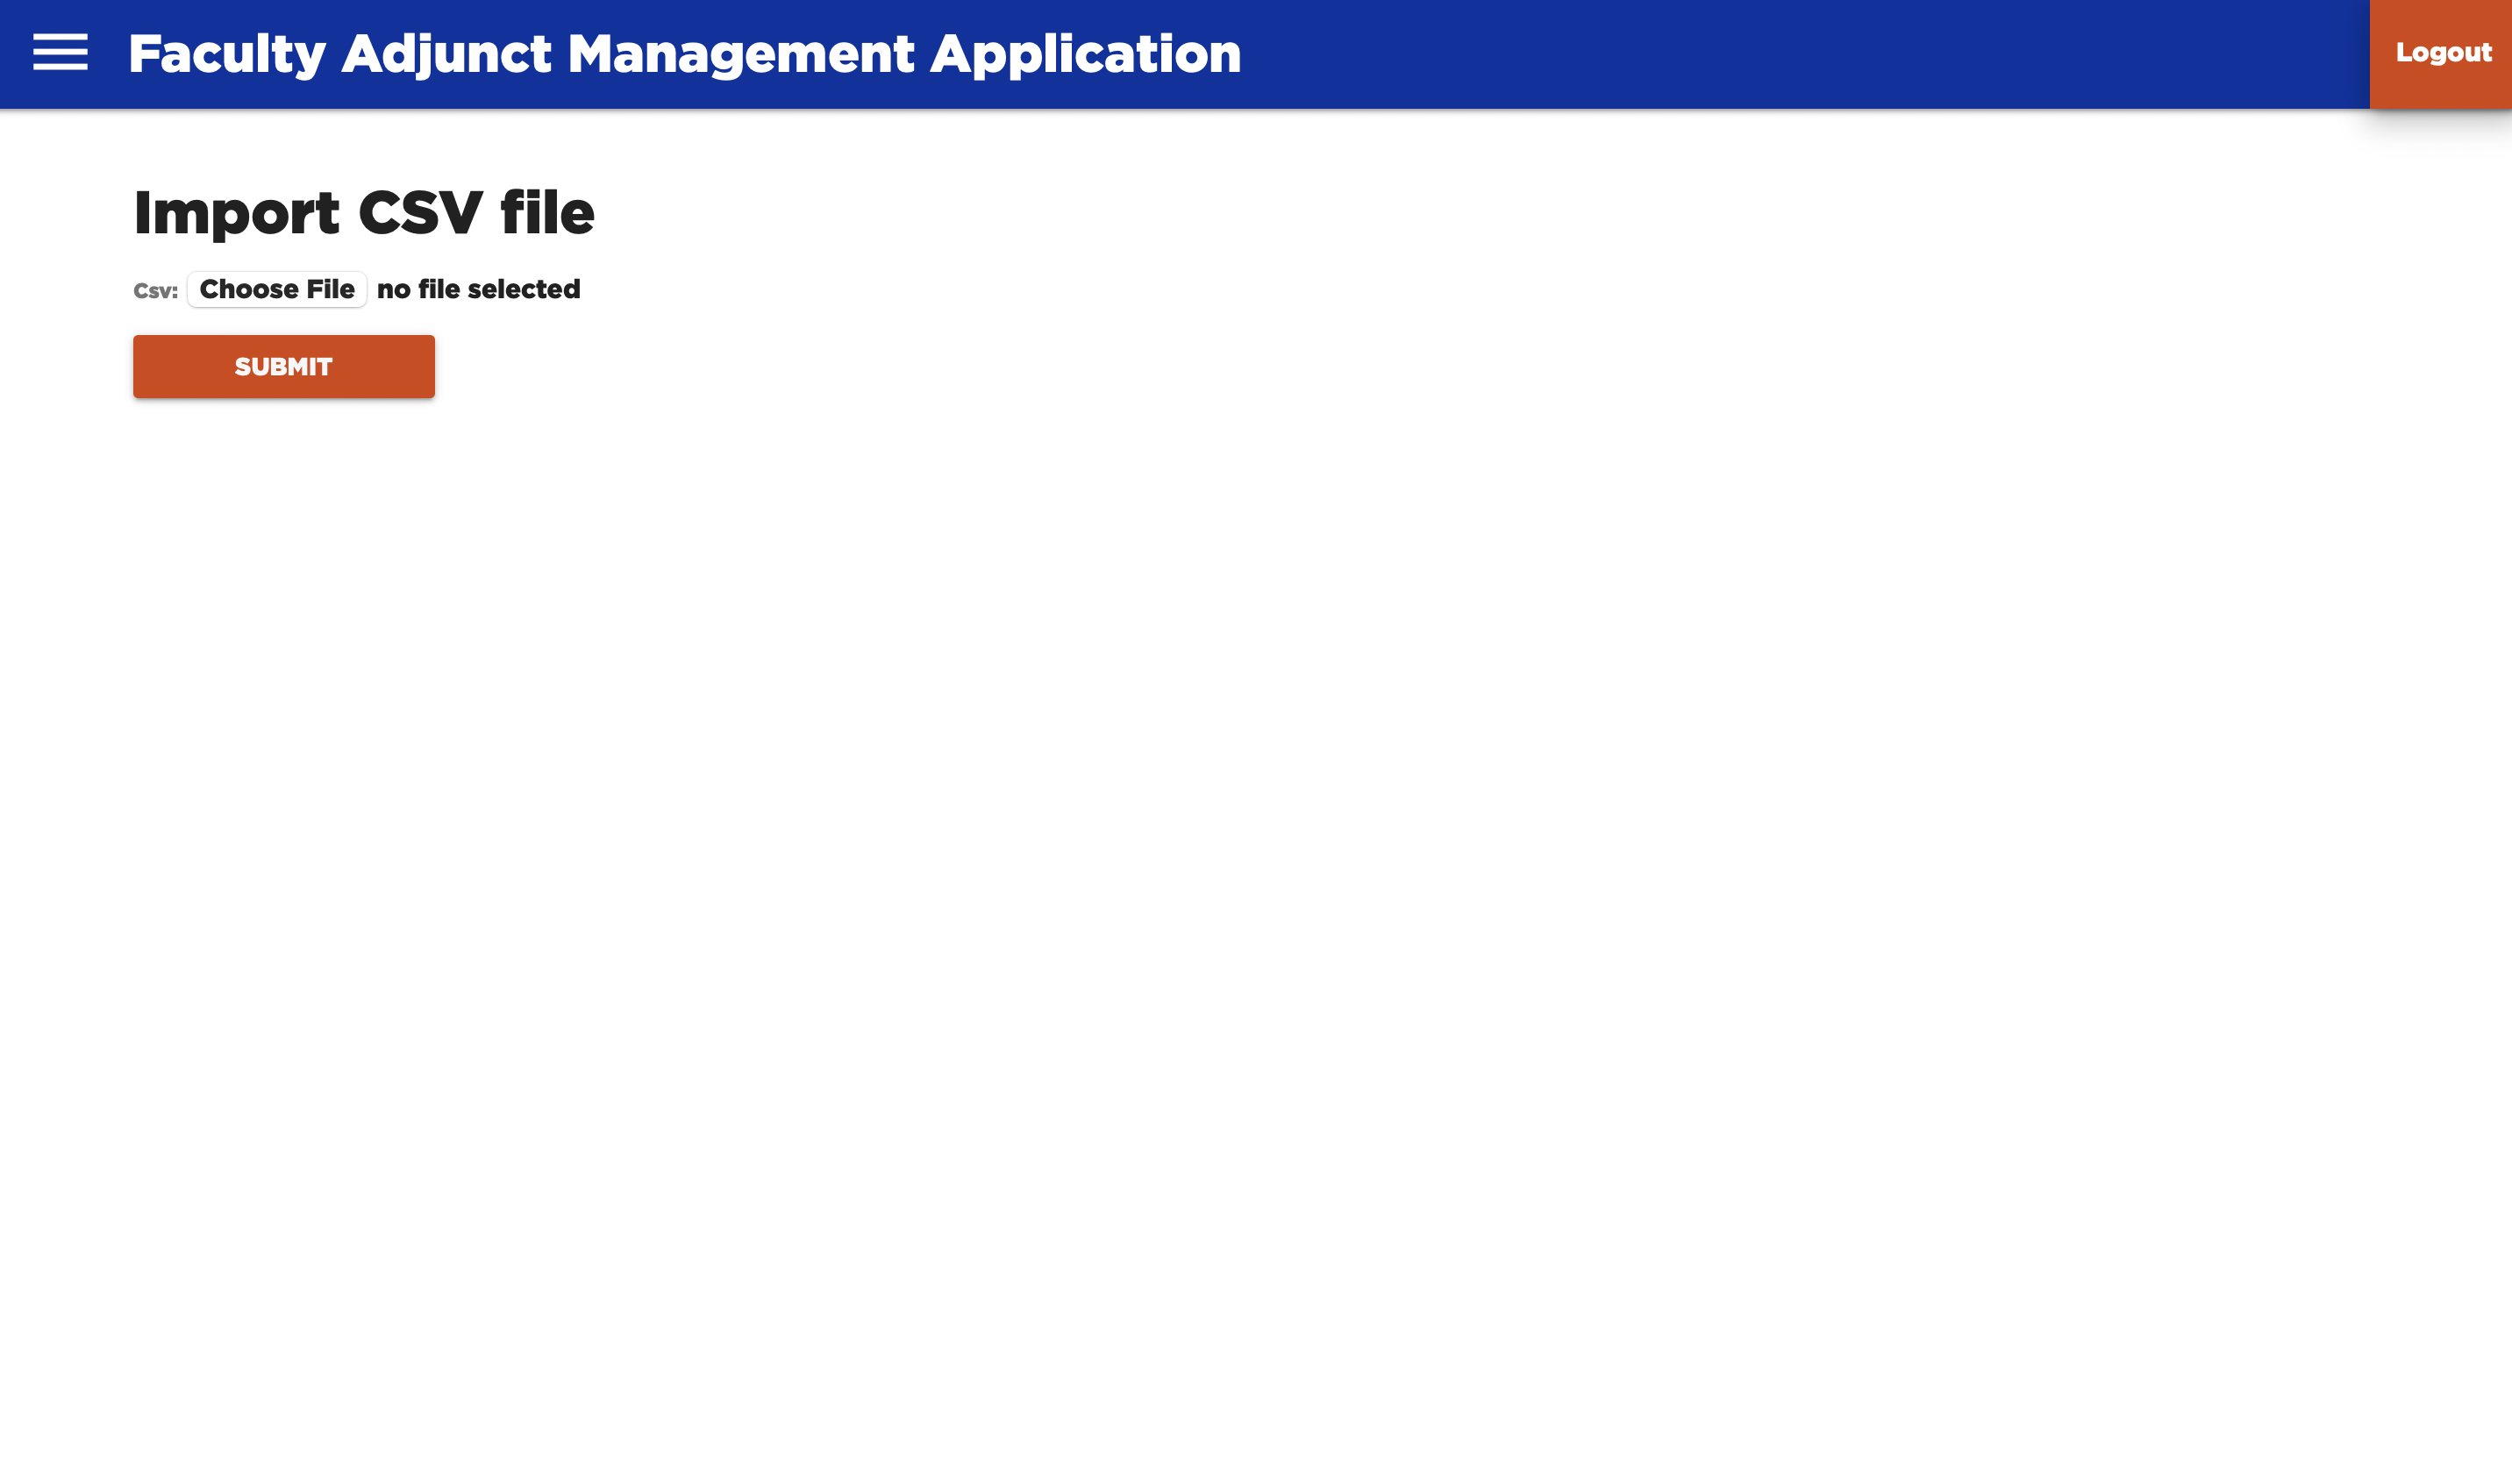 Faculty Adjunct Management Application
Logout
Import CSV file
Csv: Choose File no file selected
SUBMIT